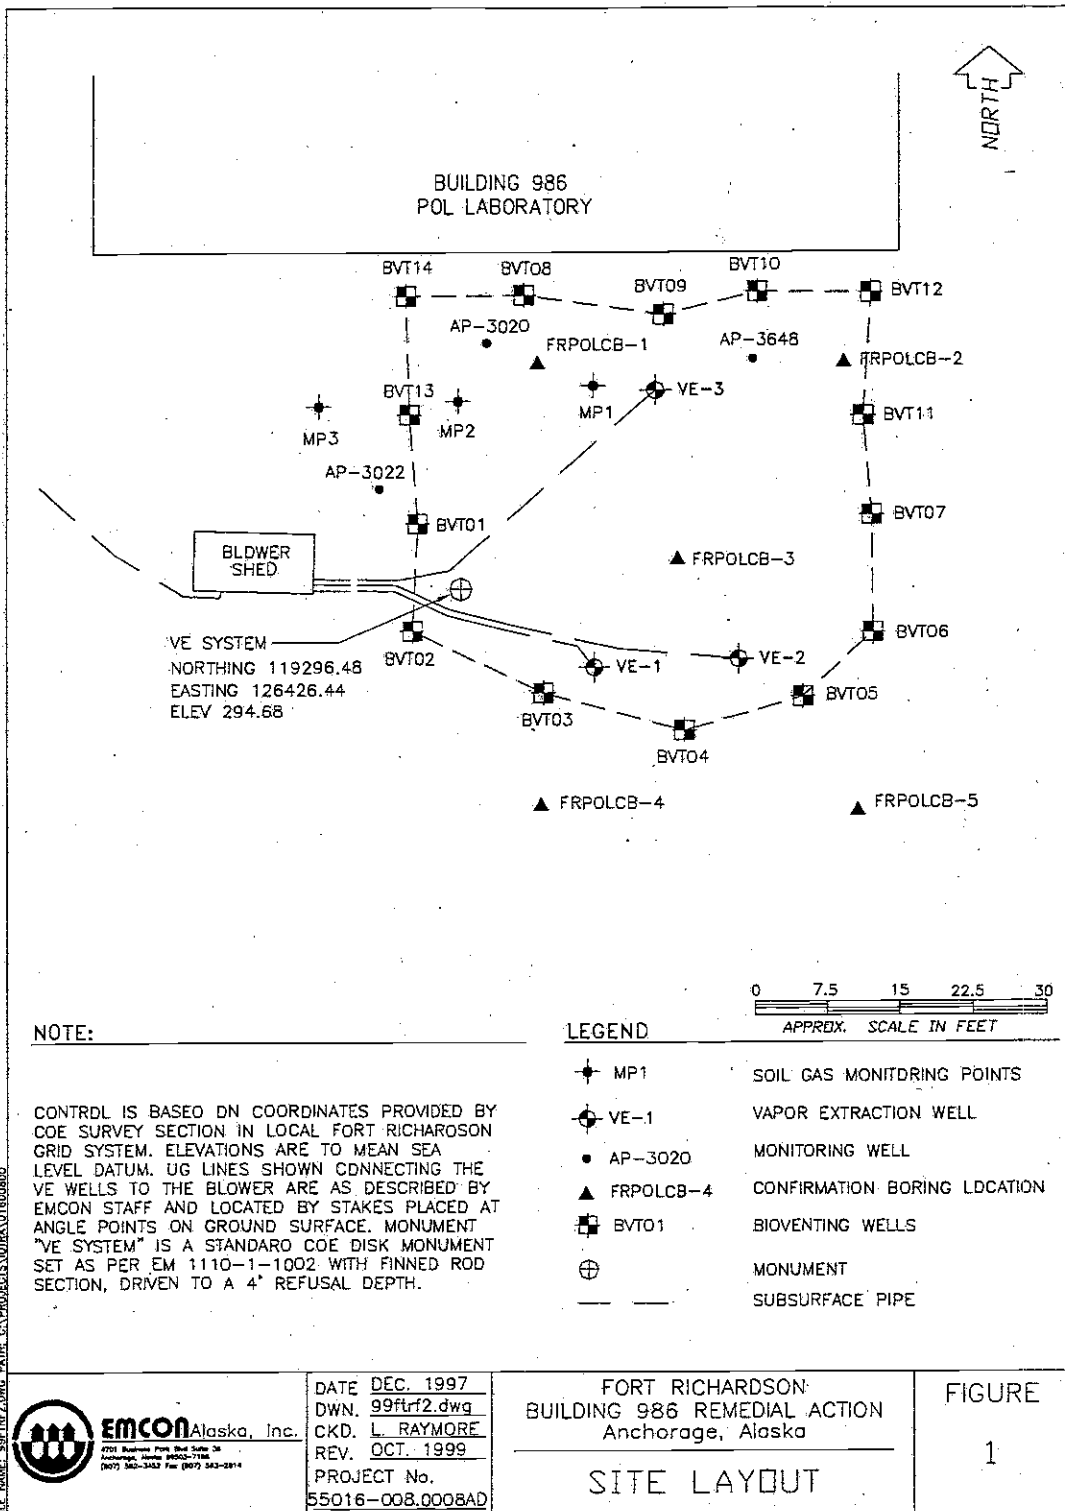 NORTH
BUILDING 986
POL LABORATORY
BVT14
BVT08
BVT09
BVT10
BVT12
AP-3020
FRPOLCB-1
AP-3648
FRPOLCB-2
BVT13
MP3
MP2
MP1
VE-3
BVT11
AP-3022
BVT01
BVT07
BLOWER
SHED
FRPOLCB-3
VE SYSTEM
NORTHING 119296.48
EASTING 126426.44
ELEV 294.68
BVT02
VE-1
VE-2
BVT06
BVT03
BVT05
BVT04
FRPOLCB-4
FRPOLCB-5
0 7.5 15 22.5 30
APPROX. SCALE IN FEET
NOTE:
CONTROL IS BASED ON COORDINATES PROVIDED BY
COE SURVEY SECTION IN LOCAL FORT RICHAROSON
GRID SYSTEM. ELEVATIONS ARE TO MEAN SEA
LEVEL DATUM. UG LINES SHOWN CONNECTING THE
VE WELLS TO THE BLOWER ARE AS DESCRIBED BY
EMCON STAFF AND LOCATED BY STAKES PLACED AT
ANGLE POINTS ON GROUND SURFACE. MONUMENT
"VE SYSTEM" IS A STANDARD COE DISK MONUMENT
SET AS PER EM 1110-1-1002 WITH FINNED ROD
SECTION, DRIVEN TO A 4' REFUSAL DEPTH.
LEGEND
MP1 SOIL GAS MONITORING POINTS
VE-1 VAPOR EXTRACTION WELL
AP-3020 MONITORING WELL
FRPOLCB-4 CONFIRMATION BORING LOCATION
BVT01 BIOVENTING WELLS
MONUMENT
SUBSURFACE PIPE
EMCON Alaska, Inc.
DATE DEC. 1997
DWN. 99ftrf2.dwg
CKD. L. RAYMORE
REV. OCT. 1999
PROJECT No.
55016-008.0008AD
FORT RICHARDSON
BUILDING 986 REMEDIAL ACTION
Anchorage, Alaska
SITE LAYOUT
FIGURE
1